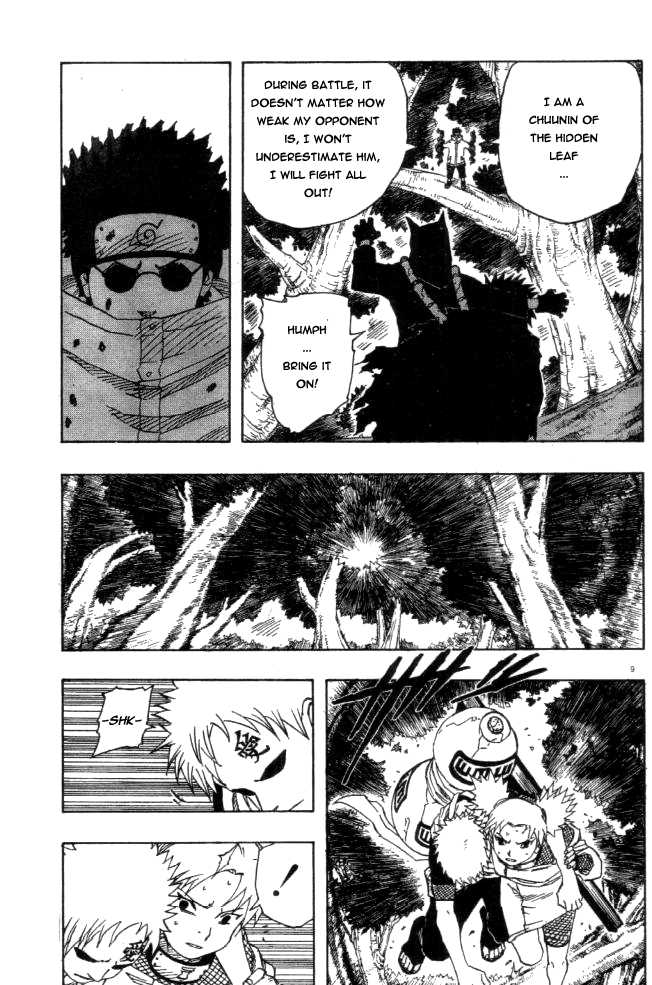 I AM A
CHUUNIN OF
THE HIDDEN
LEAF
...
DURING BATTLE, IT
DOESN'T MATTER HOW
WEAK MY OPPONENT
IS, I WON'T
UNDERESTIMATE HIM,
I WILL FIGHT ALL
OUT!
HUMPH
...
BRING IT
ON!
9
-SHK-
!